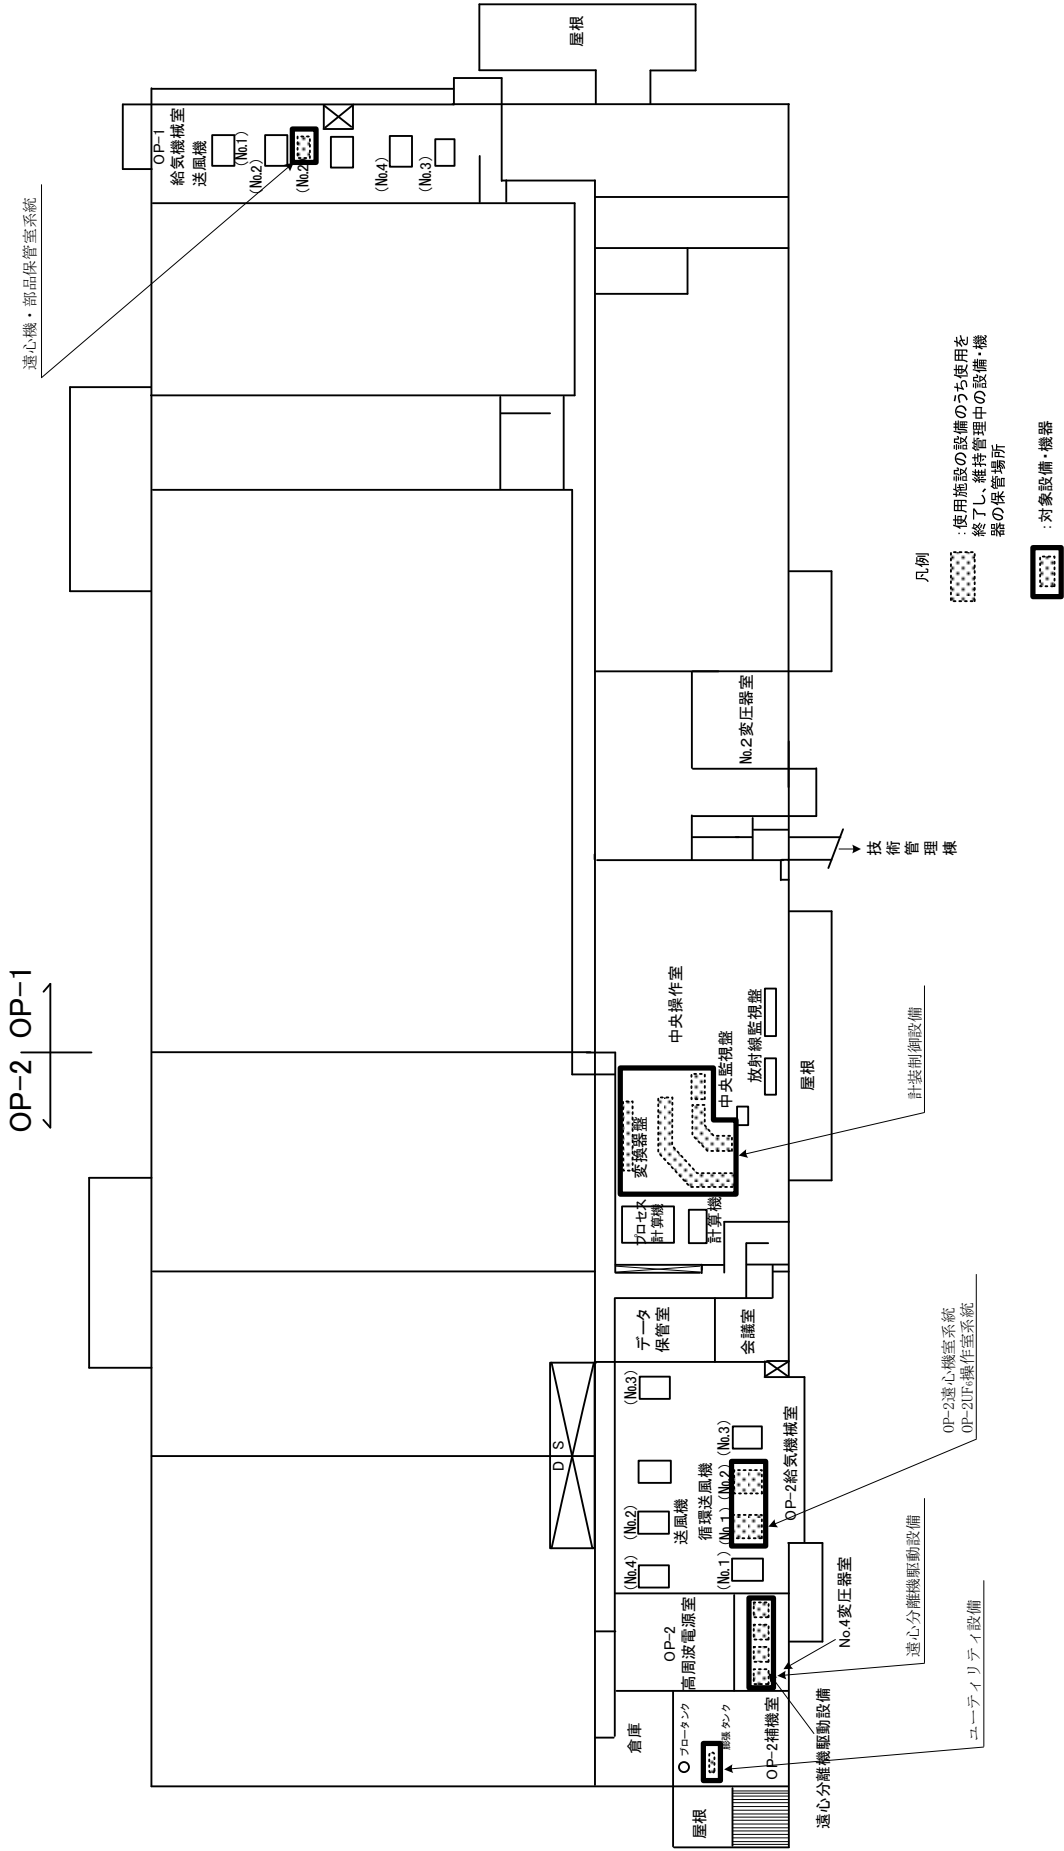 OP-2 OP-1
遠心機・部品保管室系統
屋根
OP-1
給気機械室
送風機
(No.1)
(No.2)
(No.2
(No.4)
(No.3)
No.2変圧器室
技術管理棟
中央操作室
中央監視盤
放射線監視盤
変換器盤
プロセス
計算機
計算機
屋根
計装制御設備
データ
保管室
会議室
D S
(No.3)
(No.2)
(No.4)
送風機
循環送風機
(No.3)
(No.2)
(No.1)
(No.1)
OP-2給気機械室
OP-2遠心機室系統
OP-2UF6操作室系統
OP-2
高周波電源室
No.4変圧器室
遠心分離機駆動設備
遠心分離機駆動設備
倉庫
ブロータンク
膨張タンク
OP-2補機室
ユーティリティ設備
屋根
凡例
:使用施設の設備のうち使用を
終了し、維持管理中の設備・機
器の保管場所
:対象設備・機器